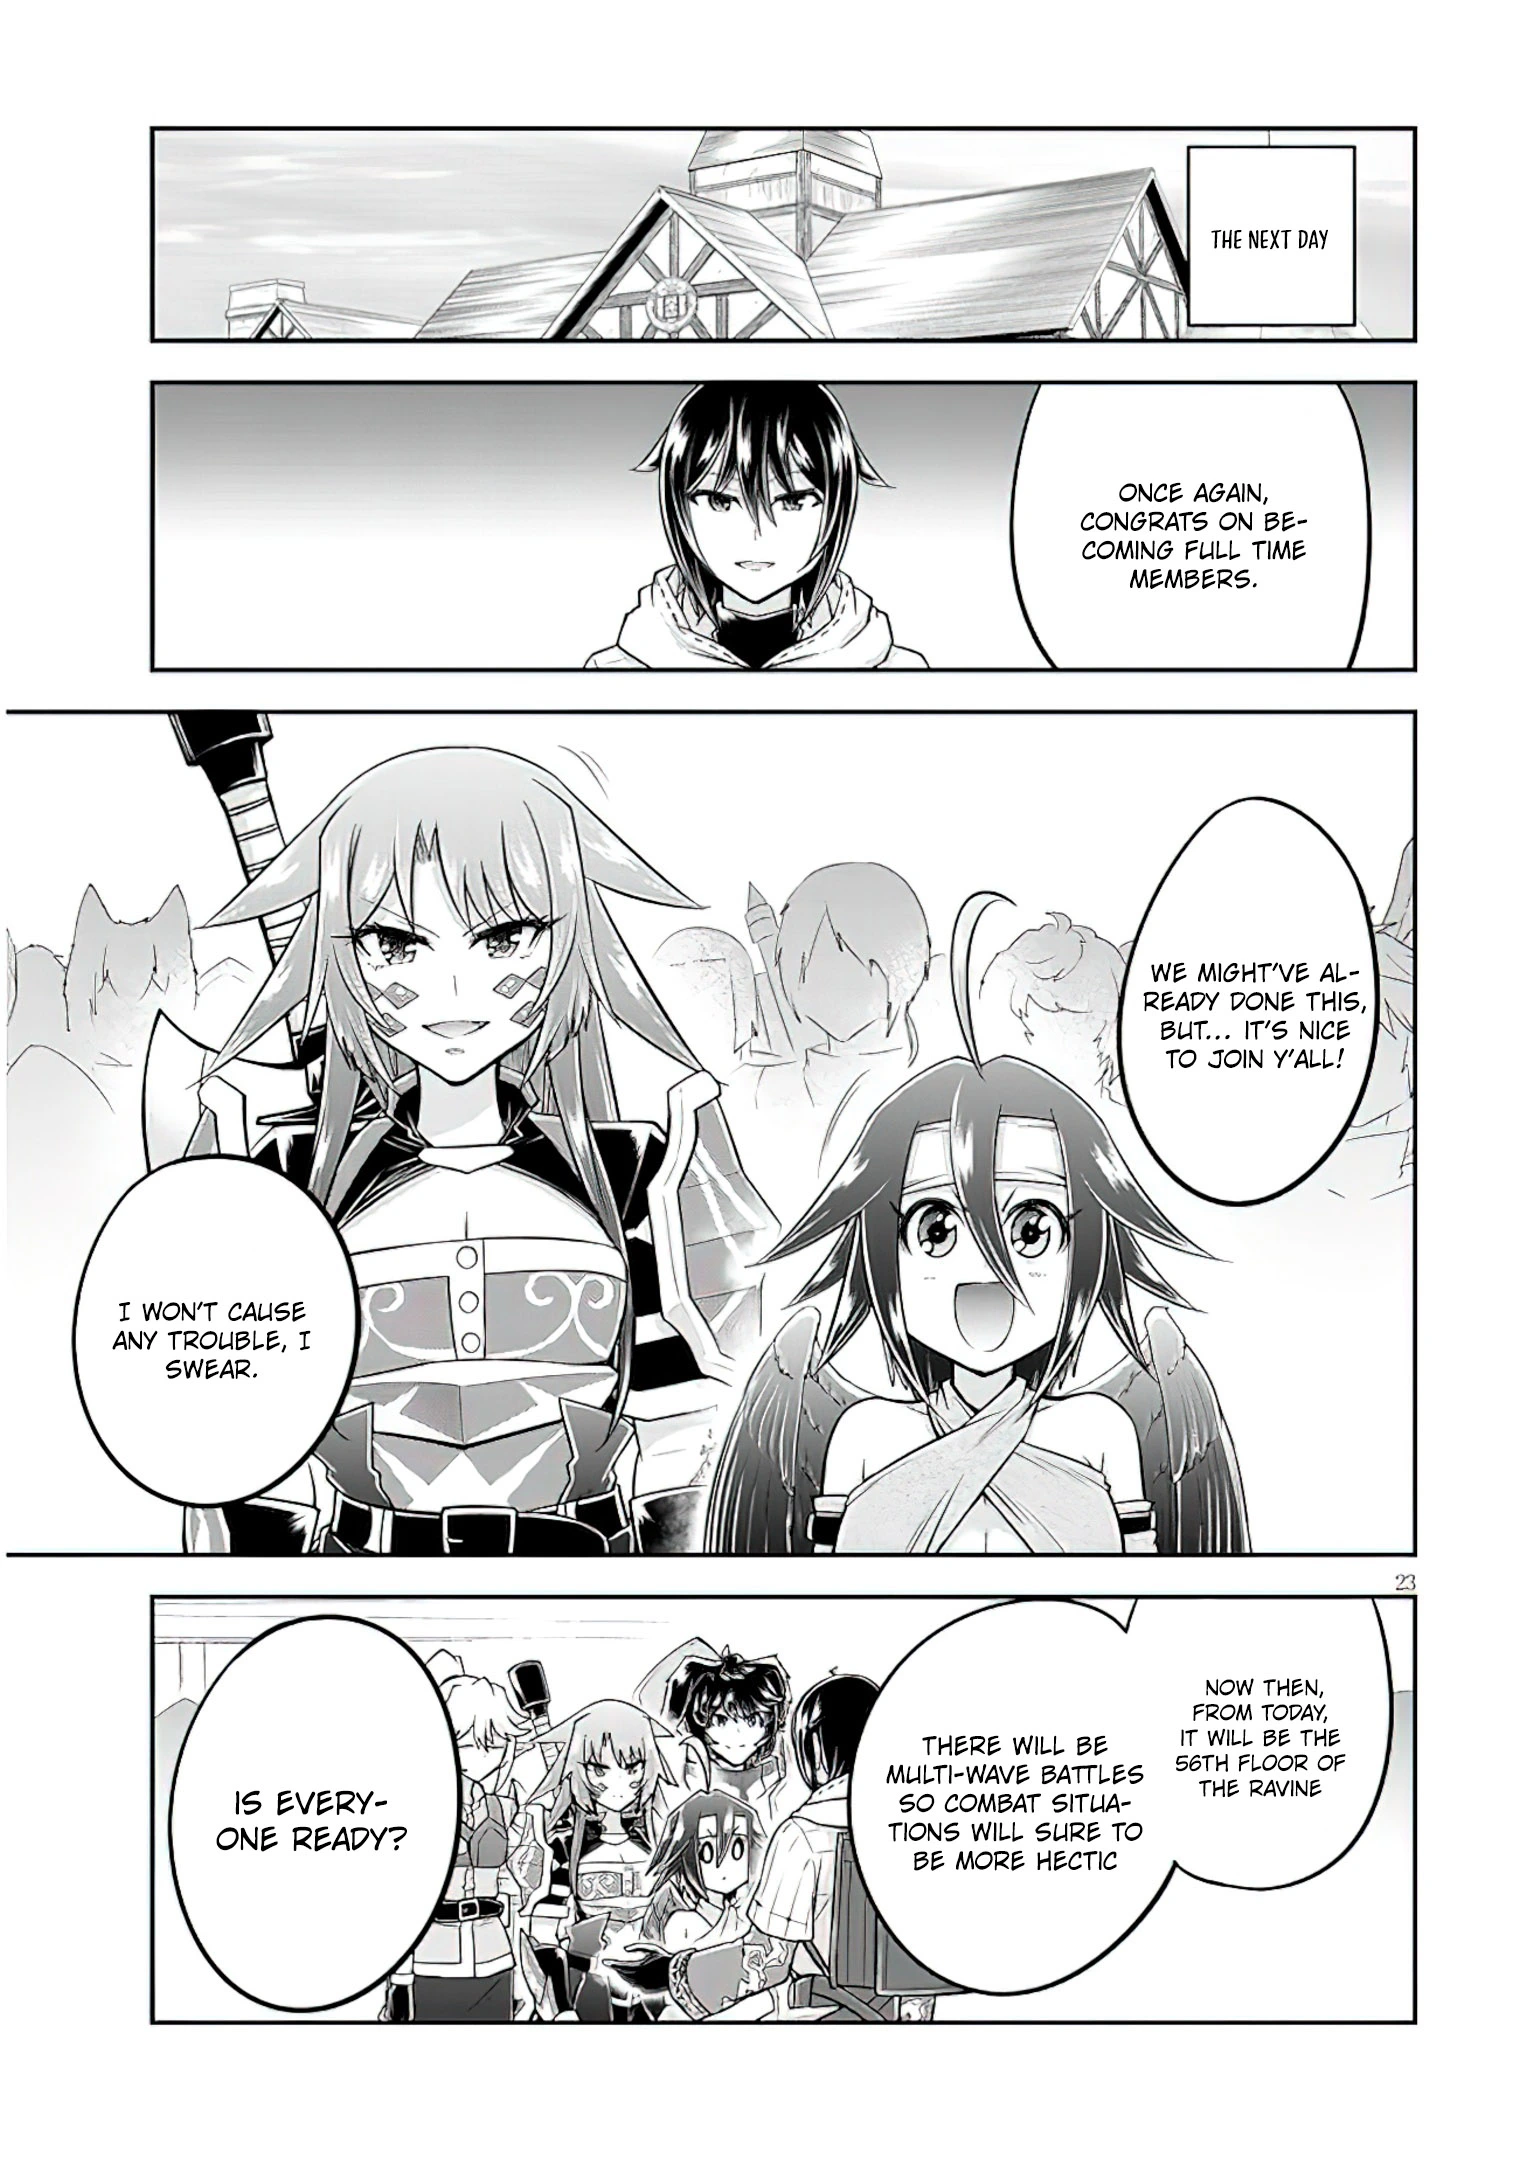 THE NEXT DAY
ONCE AGAIN,
CONGRATS ON BE-
COMING FULL TIME
MEMBERS.
WE MIGHT'VE AL-
READY DONE THIS,
BUT... IT'S NICE
TO JOIN Y'ALL!
I WON'T CAUSE
ANY TROUBLE, I
SWEAR.
23
NOW THEN,
FROM TODAY,
IT WILL BE THE
56TH FLOOR OF
THE RAVINE
THERE WILL BE
MULTI-WAVE BATTLES
SO COMBAT SITUA-
TIONS WILL SURE TO
BE MORE HECTIC
IS EVERY-
ONE READY?